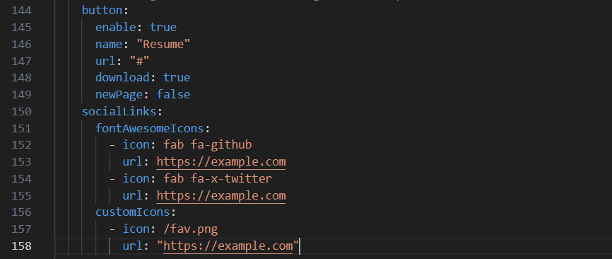 144 button:
145 enable: true
146 name: "Resume"
147 url: "#"
148 download: true
149 newPage: false
150 socialLinks:
151 fontAwesomeIcons:
152 - icon: fab fa-github
153 url: https://example.com
154 - icon: fab fa-x-twitter
155 url: https://example.com
156 customIcons:
157 - icon: /fav.png
158 url: "https://example.com"